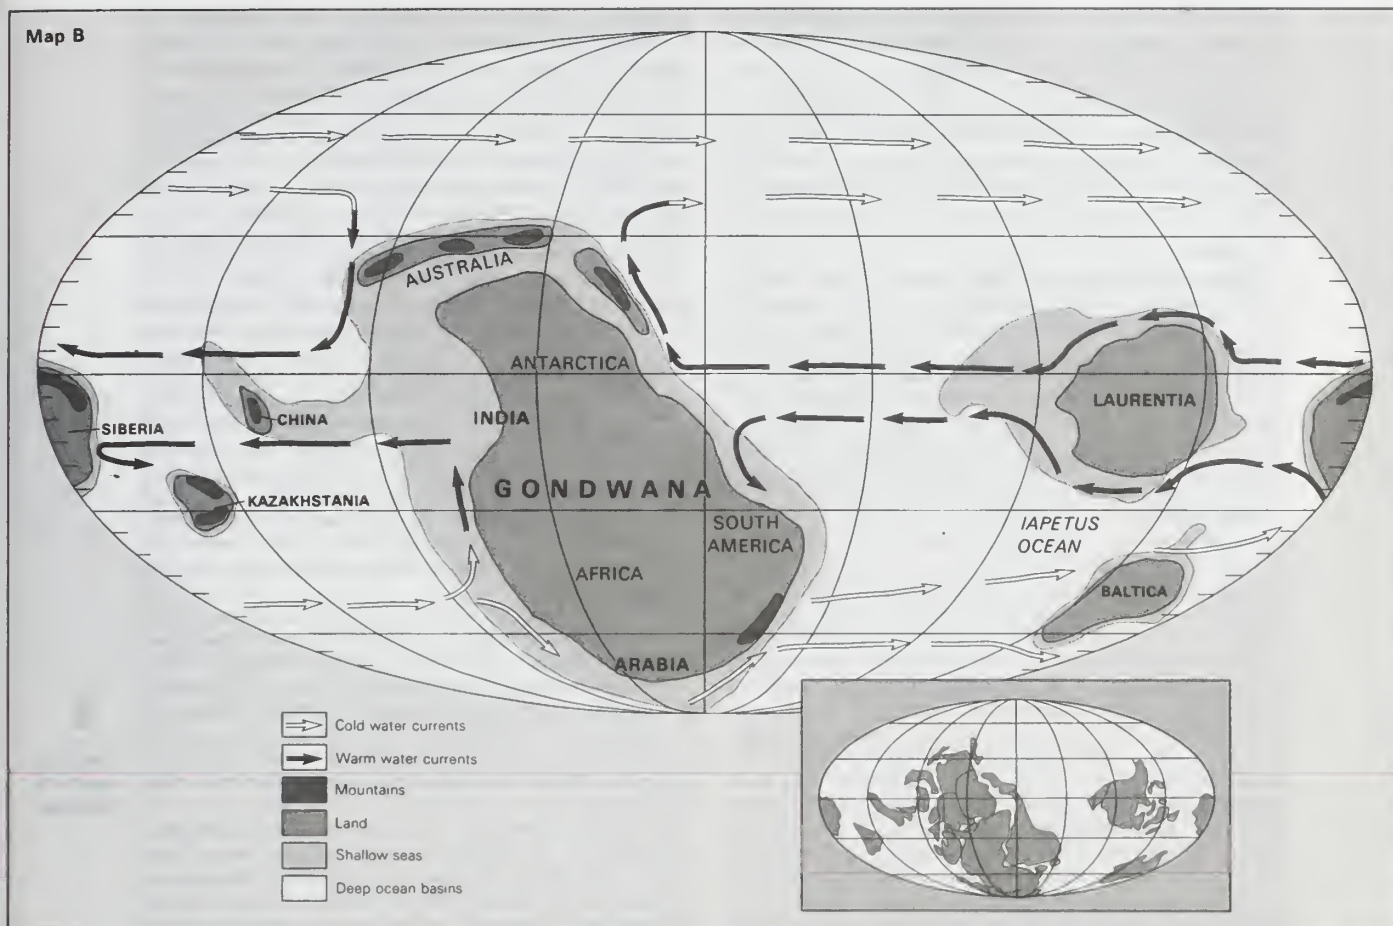 Map B
AUSTRALIA
ANTARCTICA
LAURENTIA
CHINA
INDIA
SIBERIA
GONDWANA
KAZAKHSTANIA
SOUTH
AMERICA
IAPETUS
OCEAN
AFRICA
BALTICA
ARABIA
Cold water currents
Warm water currents
Mountains
Land
Shallow seas
Deep ocean basins